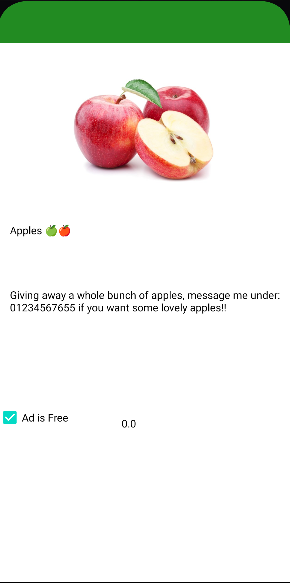 Apples 🍏🍎
Giving away a whole bunch of apples, message me under:
01234567655 if you want some lovely apples!!
Ad is Free
0.0